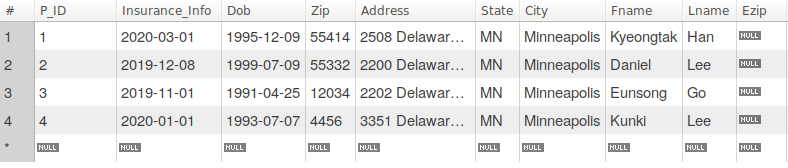 # P_ID Insurance_Info Dob Zip Address State City Fname Lname Ezip
1 1 2020-03-01 1995-12-09 55414 2508 Delawar... MN Minneapolis Kyeongtak Han NULL
2 2 2019-12-08 1999-07-09 55332 2200 Delawar... MN Minneapolis Daniel Lee NULL
3 3 2019-11-01 1991-04-25 12034 2202 Delawar... MN Minneapolis Eunsong Go NULL
4 4 2020-01-01 1993-07-07 4456 3351 Delawar... MN Minneapolis Kunki Lee NULL
* NULL NULL NULL NULL NULL NULL NULL NULL NULL NULL